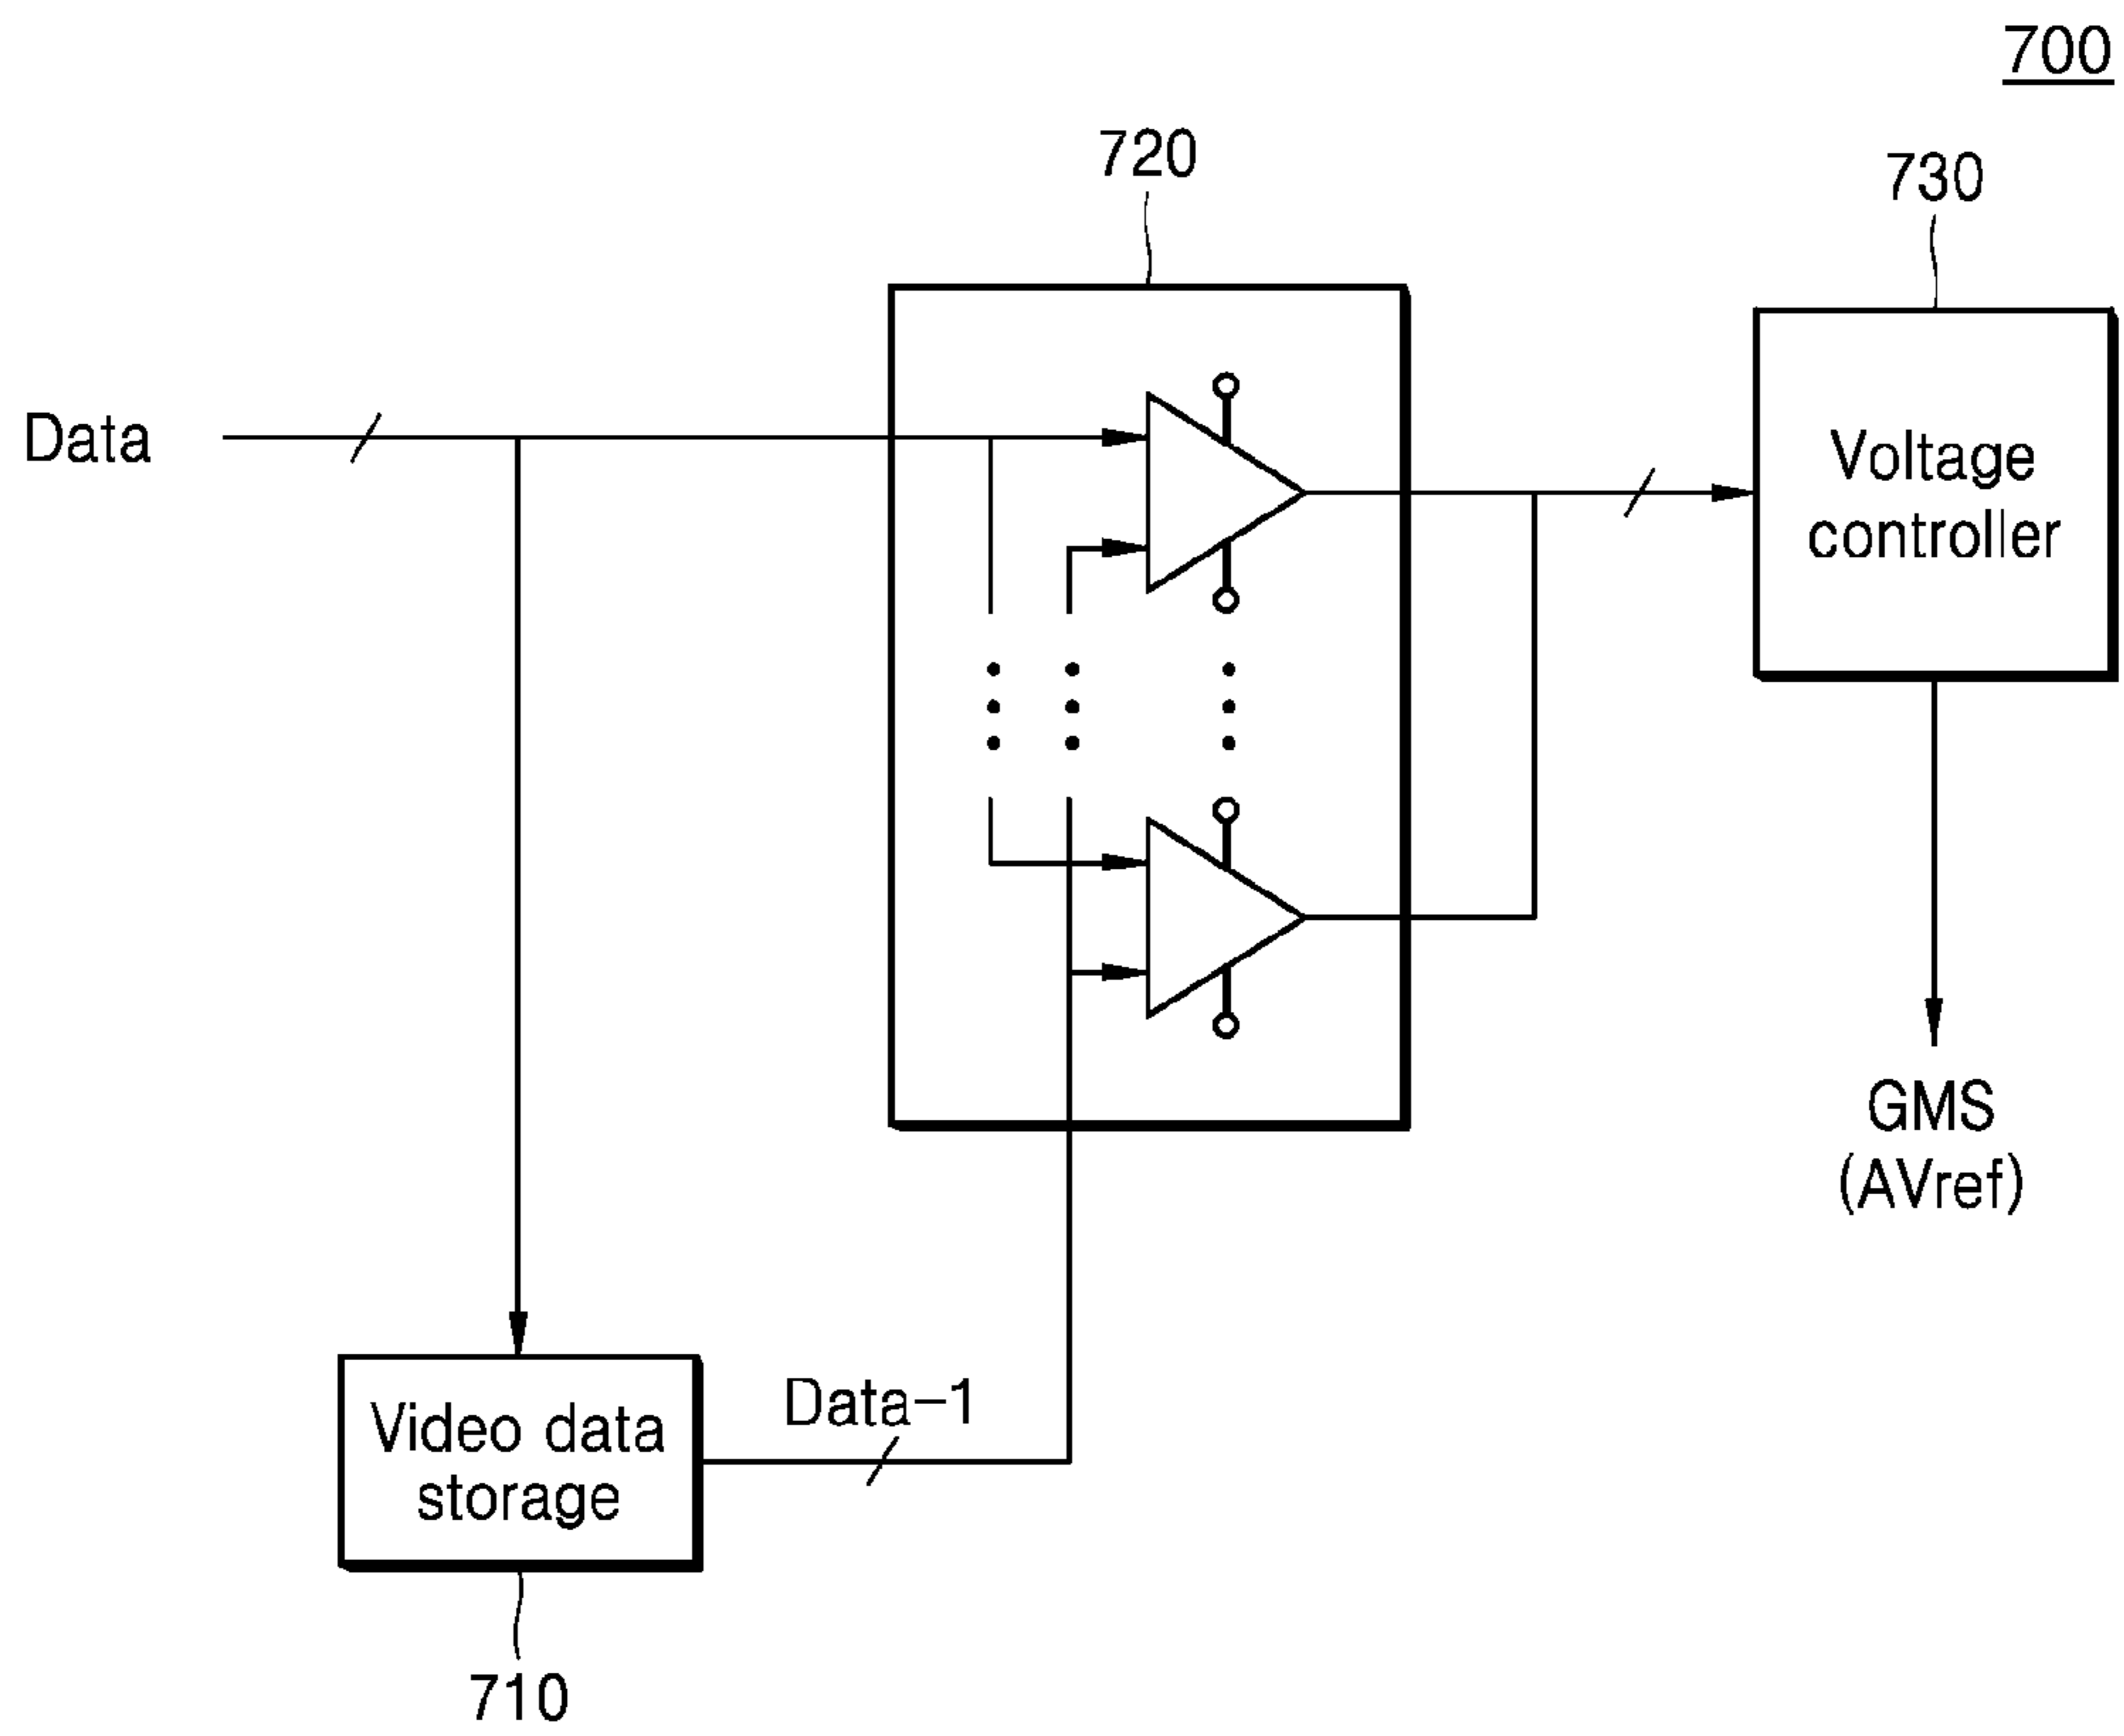 700
720
730
Data
Voltage
controller
GMS
(AVref)
Data-1
Video data
storage
710